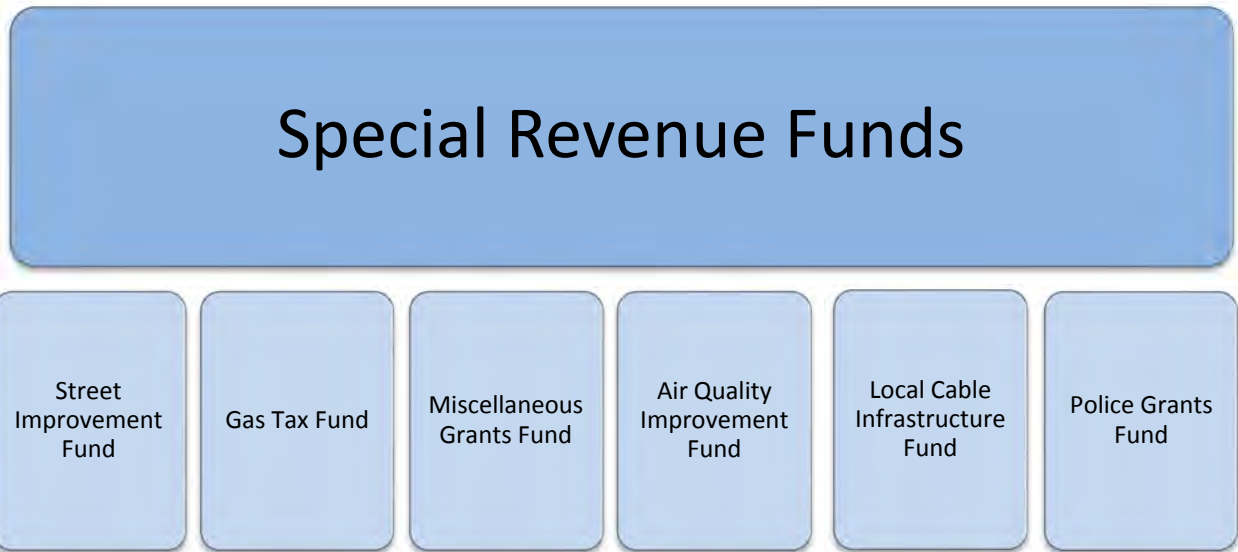 Special Revenue Funds
Street
Improvement
Fund
Gas Tax Fund
Miscellaneous
Grants Fund
Air Quality
Improvement
Fund
Local Cable
Infrastructure
Fund
Police Grants
Fund